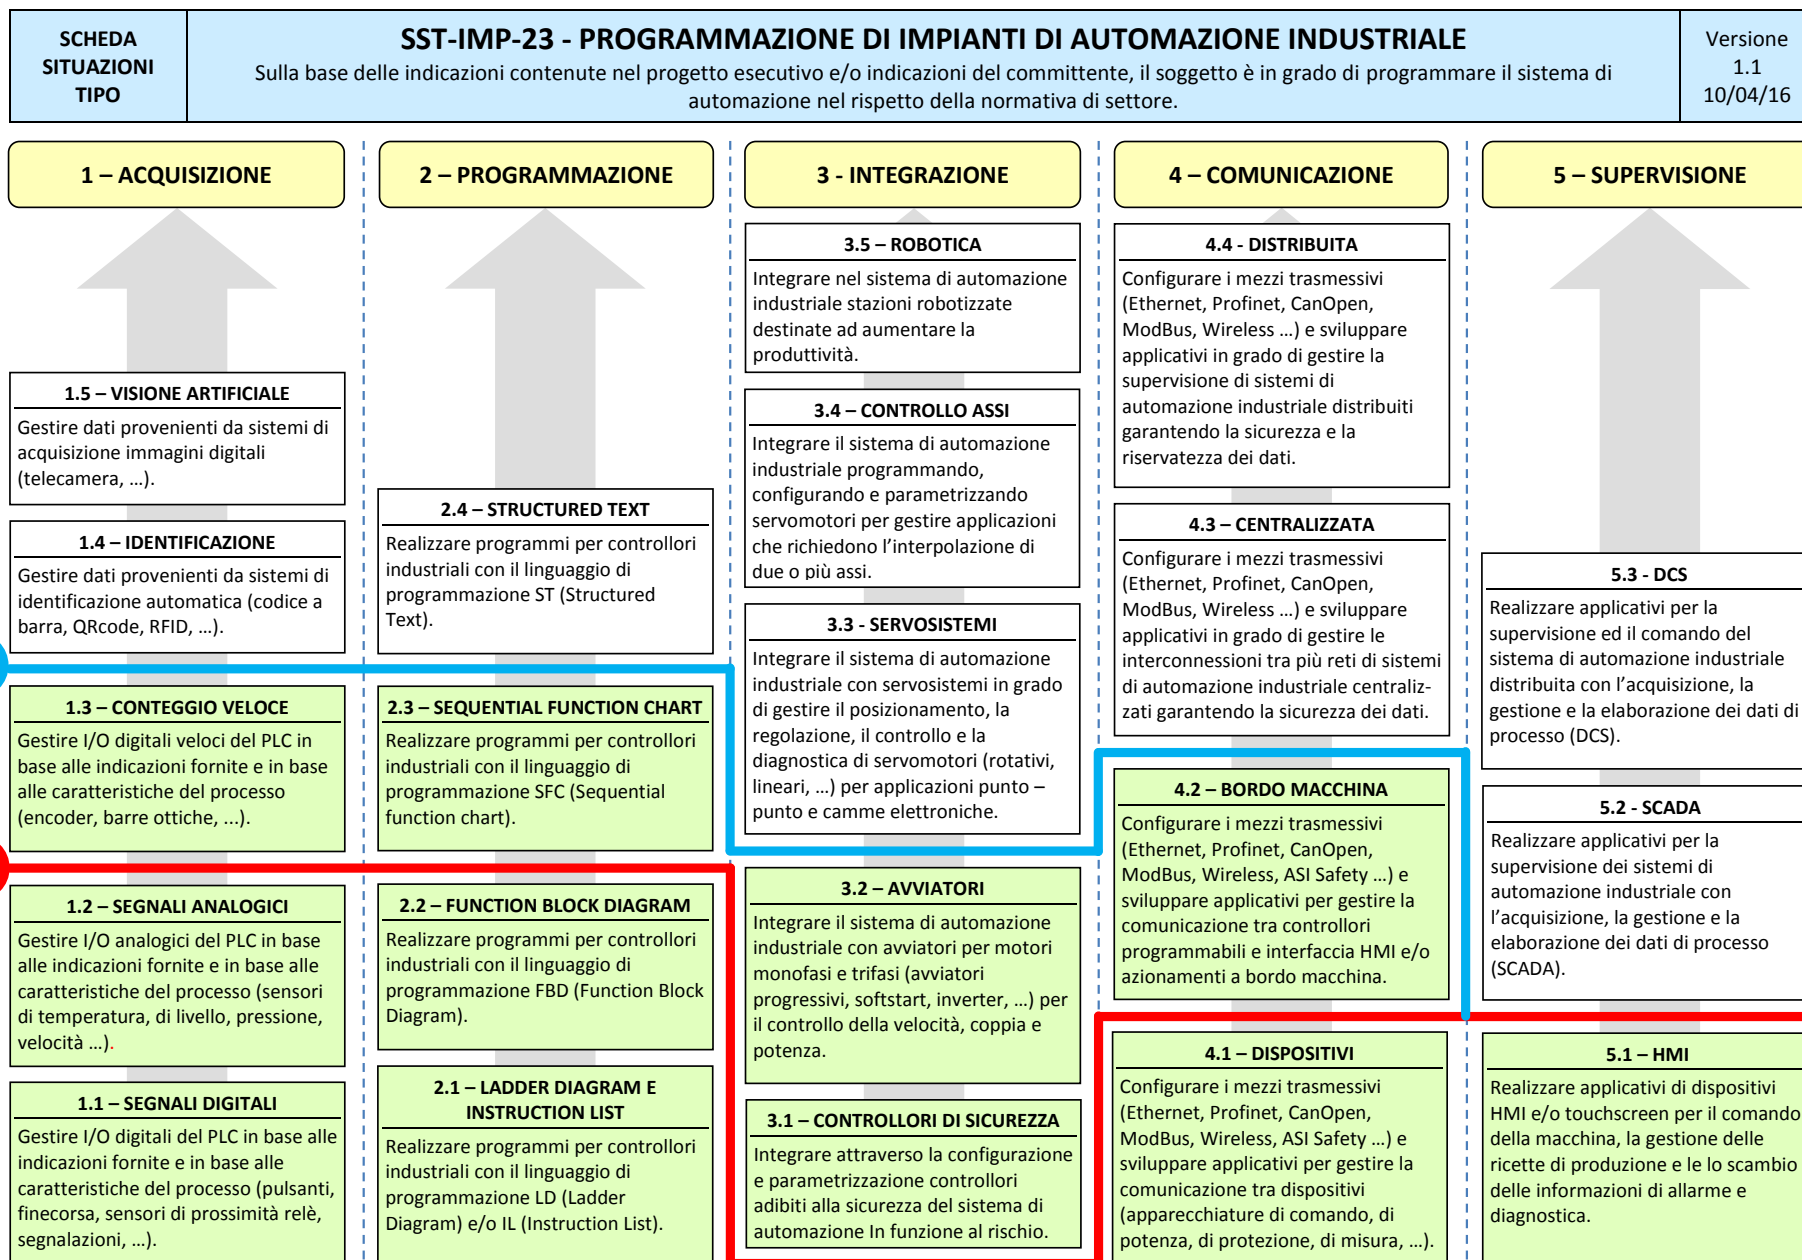 SCHEDA
SITUAZIONI
TIPO
SST-IMP-23 - PROGRAMMAZIONE DI IMPIANTI DI AUTOMAZIONE INDUSTRIALE
Sulla base delle indicazioni contenute nel progetto esecutivo e/o indicazioni del committente, il soggetto è in grado di programmare il sistema di
automazione nel rispetto della normativa di settore.
Versione
1.1
10/04/16
1 – ACQUISIZIONE
1.5 – VISIONE ARTIFICIALE
Gestire dati provenienti da sistemi di
acquisizione immagini digitali
(telecamera, …).
1.4 – IDENTIFICAZIONE
Gestire dati provenienti da sistemi di
identificazione automatica (codice a
barra, QRcode, RFID, …).
1.3 – CONTEGGIO VELOCE
Gestire I/O digitali veloci del PLC in
base alle indicazioni fornite e in base
alle caratteristiche del processo
(encoder, barre ottiche, ...).
1.2 – SEGNALI ANALOGICI
Gestire I/O analogici del PLC in base
alle indicazioni fornite e in base alle
caratteristiche del processo (sensori
di temperatura, di livello, pressione,
velocità …).
1.1 – SEGNALI DIGITALI
Gestire I/O digitali del PLC in base alle
indicazioni fornite e in base alle
caratteristiche del processo (pulsanti,
finecorsa, sensori di prossimità relè,
segnalazioni, …).
2 – PROGRAMMAZIONE
2.4 – STRUCTURED TEXT
Realizzare programmi per controllori
industriali con il linguaggio di
programmazione ST (Structured
Text).
2.3 – SEQUENTIAL FUNCTION CHART
Realizzare programmi per controllori
industriali con il linguaggio di
programmazione SFC (Sequential
function chart).
2.2 – FUNCTION BLOCK DIAGRAM
Realizzare programmi per controllori
industriali con il linguaggio di
programmazione FBD (Function Block
Diagram).
2.1 – LADDER DIAGRAM E
INSTRUCTION LIST
Realizzare programmi per controllori
industriali con il linguaggio di
programmazione LD (Ladder
Diagram) e/o IL (Instruction List).
3 - INTEGRAZIONE
3.5 – ROBOTICA
Integrare nel sistema di automazione
industriale stazioni robotizzate
destinate ad aumentare la
produttività.
3.4 – CONTROLLO ASSI
Integrare il sistema di automazione
industriale programmando,
configurando e parametrizzando
servomotori per gestire applicazioni
che richiedono l'interpolazione di
due o più assi.
3.3 - SERVOSISTEMI
Integrare il sistema di automazione
industriale con servosistemi in grado
di gestire il posizionamento, la
regolazione, il controllo e la
diagnostica di servomotori (rotativi,
lineari, …) per applicazioni punto –
punto e camme elettroniche.
3.2 – AVVIATORI
Integrare il sistema di automazione
industriale con avviatori per motori
monofasi e trifasi (avviatori
progressivi, softstart, inverter, …) per
il controllo della velocità, coppia e
potenza.
3.1 – CONTROLLORI DI SICUREZZA
Integrare attraverso la configurazione
e parametrizzazione controllori
adibiti alla sicurezza del sistema di
automazione In funzione al rischio.
4 – COMUNICAZIONE
4.4 - DISTRIBUITA
Configurare i mezzi trasmessivi
(Ethernet, Profinet, CanOpen,
ModBus, Wireless …) e sviluppare
applicativi in grado di gestire la
supervisione di sistemi di
automazione industriale distribuiti
garantendo la sicurezza e la
riservatezza dei dati.
4.3 – CENTRALIZZATA
Configurare i mezzi trasmessivi
(Ethernet, Profinet, CanOpen,
ModBus, Wireless …) e sviluppare
applicativi in grado di gestire le
interconnessioni tra più reti di sistemi
di automazione industriale centraliz-
zati garantendo la sicurezza dei dati.
4.2 – BORDO MACCHINA
Configurare i mezzi trasmessivi
(Ethernet, Profinet, CanOpen,
ModBus, Wireless, ASI Safety …) e
sviluppare applicativi per gestire la
comunicazione tra controllori
programmabili e interfaccia HMI e/o
azionamenti a bordo macchina.
4.1 – DISPOSITIVI
Configurare i mezzi trasmessivi
(Ethernet, Profinet, CanOpen,
ModBus, Wireless, ASI Safety …) e
sviluppare applicativi per gestire la
comunicazione tra dispositivi
(apparecchiature di comando, di
potenza, di protezione, di misura, …).
5 – SUPERVISIONE
5.3 - DCS
Realizzare applicativi per la
supervisione ed il comando del
sistema di automazione industriale
distribuita con l'acquisizione, la
gestione e la elaborazione dei dati di
processo (DCS).
5.2 - SCADA
Realizzare applicativi per la
supervisione dei sistemi di
automazione industriale con
l'acquisizione, la gestione e la
elaborazione dei dati di processo
(SCADA).
5.1 – HMI
Realizzare applicativi di dispositivi
HMI e/o touchscreen per il comando
della macchina, la gestione delle
ricette di produzione e le lo scambio
delle informazioni di allarme e
diagnostica.